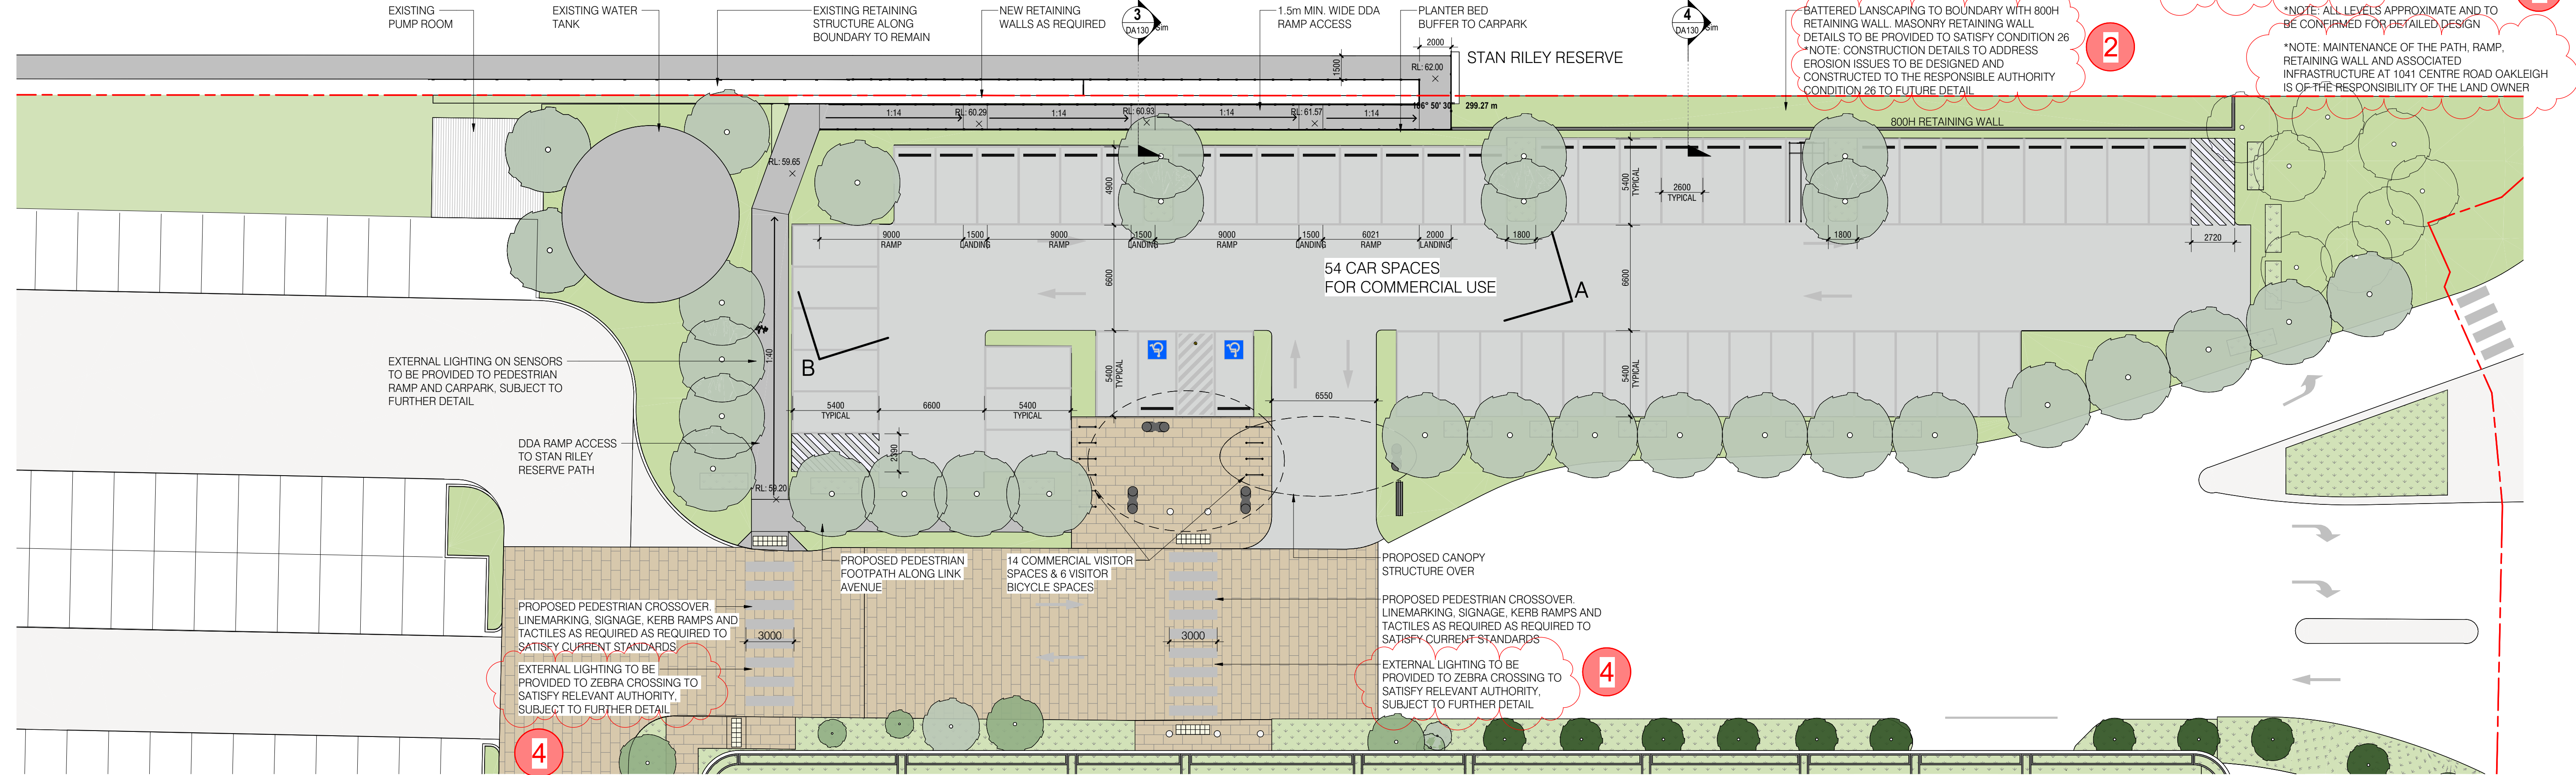 EXISTING
PUMP ROOM
EXISTING WATER
TANK
EXISTING RETAINING
STRUCTURE ALONG
BOUNDARY TO REMAIN
NEW RETAINING
WALLS AS REQUIRED
3
DA130
Sim
1.5m MIN. WIDE DDA
RAMP ACCESS
PLANTER BED
BUFFER TO CARPARK
4
DA130
Sim
BATTERED LANSCAPING TO BOUNDARY WITH 800H
RETAINING WALL. MASONRY RETAINING WALL
DETAILS TO BE PROVIDED TO SATISFY CONDITION 26
*NOTE: CONSTRUCTION DETAILS TO ADDRESS
EROSION ISSUES TO BE DESIGNED AND
CONSTRUCTED TO THE RESPONSIBLE AUTHORITY
CONDITION 26 TO FUTURE DETAIL
2
*NOTE: ALL LEVELS APPROXIMATE AND TO
BE CONFIRMED FOR DETAILED DESIGN
*NOTE: MAINTENANCE OF THE PATH, RAMP,
RETAINING WALL AND ASSOCIATED
INFRASTRUCTURE AT 1041 CENTRE ROAD OAKLEIGH
IS OF THE RESPONSIBILITY OF THE LAND OWNER
2000
STAN RILEY RESERVE
1500
RL: 62.00
186° 50' 30"
299.27 m
1:14
RL: 60.29
1:14
RL: 60.93
1:14
RL: 61.57
1:14
800H RETAINING WALL
RL: 59.65
4900
5400
TYPICAL
2600
TYPICAL
9000
RAMP
1500
LANDING
9000
RAMP
1500
LANDING
9000
RAMP
1500
LANDING
6021
RAMP
2000
LANDING
1800
1800
2720
54 CAR SPACES
FOR COMMERCIAL USE
A
6600
6600
B
1:40
EXTERNAL LIGHTING ON SENSORS
TO BE PROVIDED TO PEDESTRIAN
RAMP AND CARPARK, SUBJECT TO
FURTHER DETAIL
5400
TYPICAL
5400
TYPICAL
5400
TYPICAL
6600
5400
TYPICAL
6550
DDA RAMP ACCESS
TO STAN RILEY
RESERVE PATH
2390
RL: 59.20
PROPOSED PEDESTRIAN
FOOTPATH ALONG LINK
AVENUE
14 COMMERCIAL VISITOR
SPACES & 6 VISITOR
BICYCLE SPACES
PROPOSED CANOPY
STRUCTURE OVER
PROPOSED PEDESTRIAN CROSSOVER.
LINEMARKING, SIGNAGE, KERB RAMPS AND
TACTILES AS REQUIRED AS REQUIRED TO
SATISFY CURRENT STANDARDS
3000
3000
PROPOSED PEDESTRIAN CROSSOVER.
LINEMARKING, SIGNAGE, KERB RAMPS AND
TACTILES AS REQUIRED AS REQUIRED TO
SATISFY CURRENT STANDARDS
EXTERNAL LIGHTING TO BE
PROVIDED TO ZEBRA CROSSING TO
SATISFY RELEVANT AUTHORITY,
SUBJECT TO FURTHER DETAIL
EXTERNAL LIGHTING TO BE
PROVIDED TO ZEBRA CROSSING TO
SATISFY RELEVANT AUTHORITY,
SUBJECT TO FURTHER DETAIL
4
4